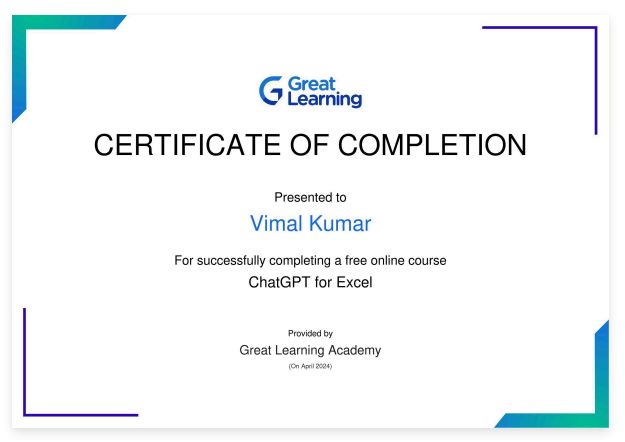 Great
Learning
CERTIFICATE OF COMPLETION
Presented to
Vimal Kumar
For successfully completing a free online course
ChatGPT for Excel
Provided by
Great Learning Academy
(On April 2024)